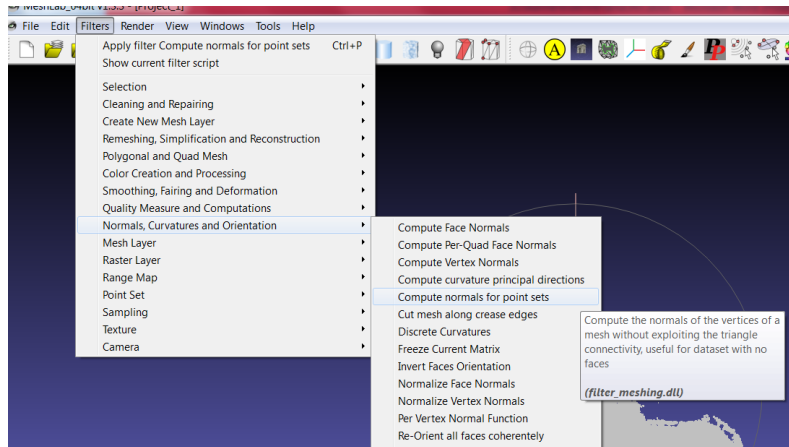 MeshLab_64bit v1.3.3 - [Project_1]
File Edit Filters Render View Windows Tools Help
Apply filter Compute normals for point sets Ctrl+P
Show current filter script
A
PP
Selection
Cleaning and Repairing
Create New Mesh Layer
Remeshing, Simplification and Reconstruction
Polygonal and Quad Mesh
Color Creation and Processing
Smoothing, Fairing and Deformation
Quality Measure and Computations
Normals, Curvatures and Orientation
Mesh Layer
Raster Layer
Range Map
Point Set
Sampling
Texture
Camera
Compute Face Normals
Compute Per-Quad Face Normals
Compute Vertex Normals
Compute curvature principal directions
Compute normals for point sets
Cut mesh along crease edges
Discrete Curvatures
Freeze Current Matrix
Invert Faces Orientation
Normalize Face Normals
Normalize Vertex Normals
Per Vertex Normal Function
Re-Orient all faces coherently
Compute the normals of the vertices of a
mesh without exploiting the triangle
connectivity, useful for dataset with no
faces
(filter_meshing.dll)